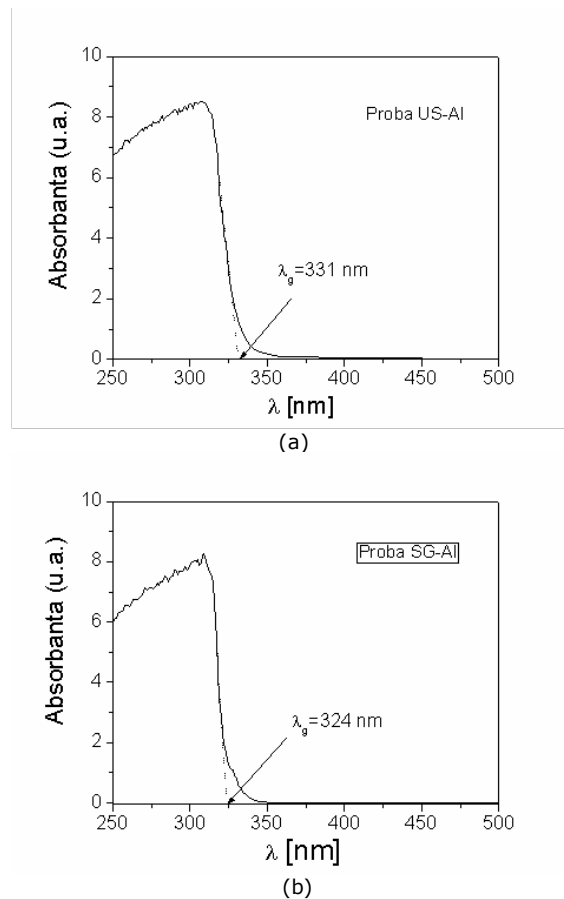 10
8
6
4
2
0
Absorbanta (u.a.)
Proba US-Al
λg=331 nm
250 300 350 400 450 500
λ [nm]
(a)
10
8
6
4
2
0
Absorbanta (u.a.)
Proba SG-Al
λg=324 nm
250 300 350 400 450 500
λ [nm]
(b)